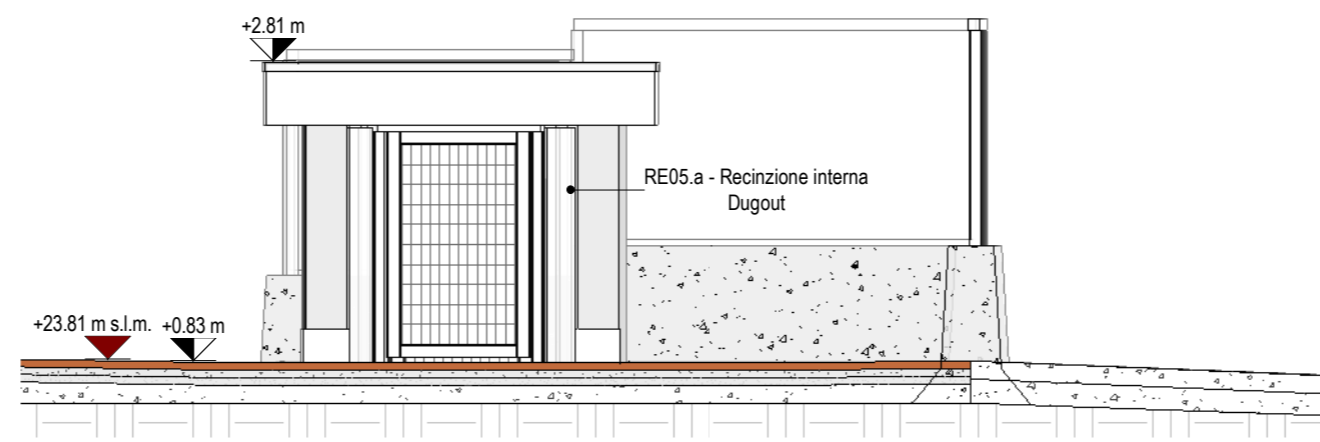 +2.81 m
RE05.a - Recinzione interna
Dugout
+23.81 m s.l.m.
+0.83 m